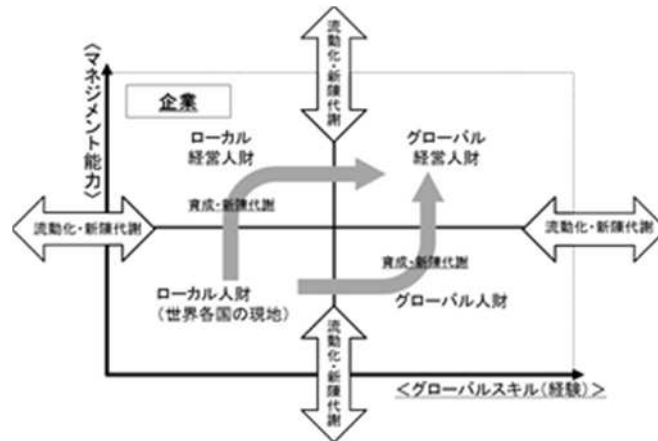 流動化・新陳代謝
〈マネジメント能力〉
企業
ローカル
経営人財
グローバル
経営人財
育成・新陳代謝
流動化・新陳代謝
流動化・新陳代謝
育成・新陳代謝
ローカル人財
（世界各国の現地）
グローバル人財
流動化・新陳代謝
＜グローバルスキル（経験）＞